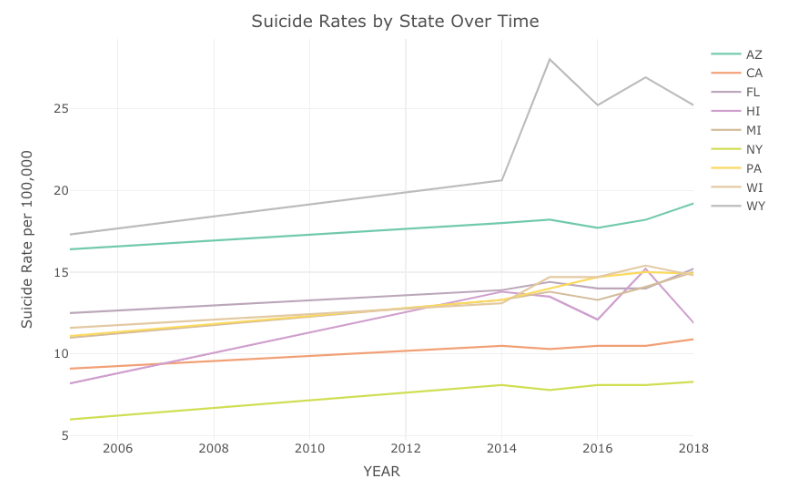 Suicide Rates by State Over Time
Suicide Rate per 100,000
25
20
15
10
5
2006 2008 2010 2012 2014 2016 2018
YEAR
AZ
CA
FL
HI
MI
NY
PA
WI
WY